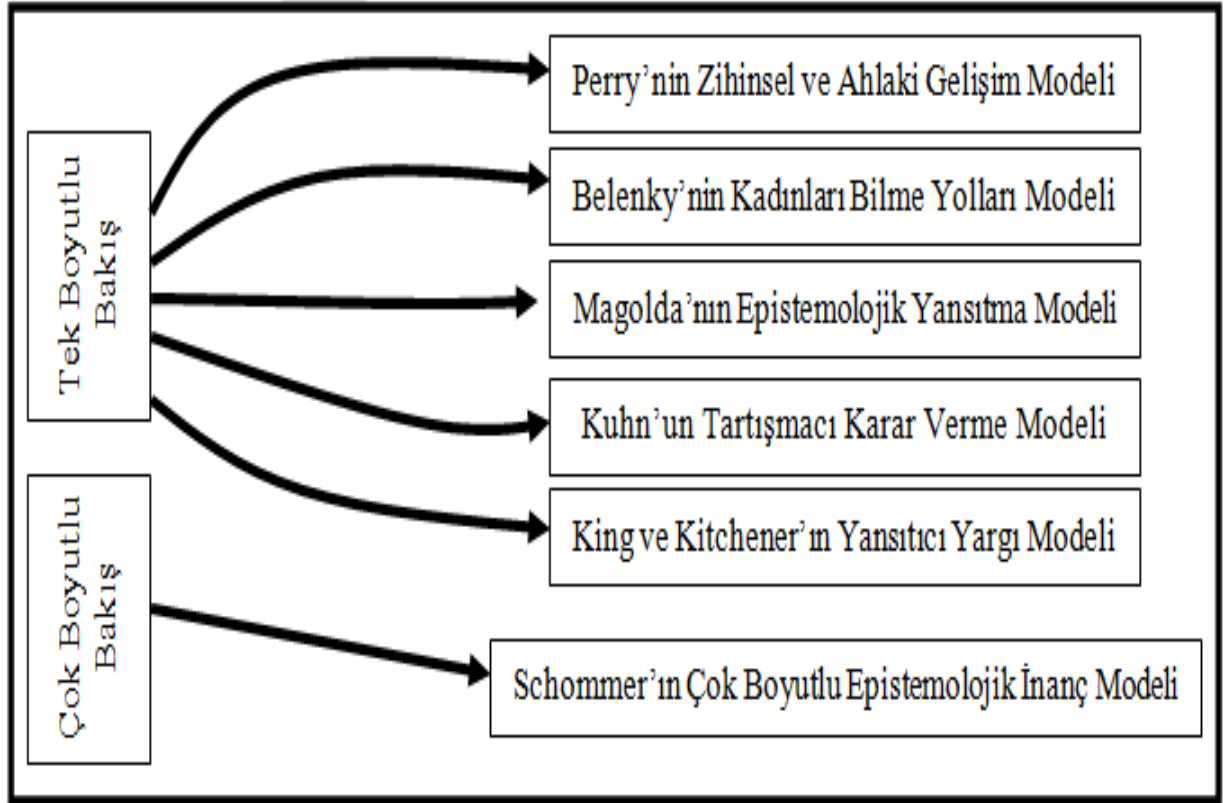 Tek Boyutlu
Bakış
Perry’nin Zihinsel ve Ahlaki Gelişim Modeli
Belenky’nin Kadınları Bilme Yolları Modeli
Magolda’nın Epistemolojik Yansıtma Modeli
Kuhn’un Tartışmacı Karar Verme Modeli
King ve Kitchener’ın Yansıtıcı Yargı Modeli
Çok Boyutlu
Bakış
Schommer’ın Çok Boyutlu Epistemolojik İnanç Modeli